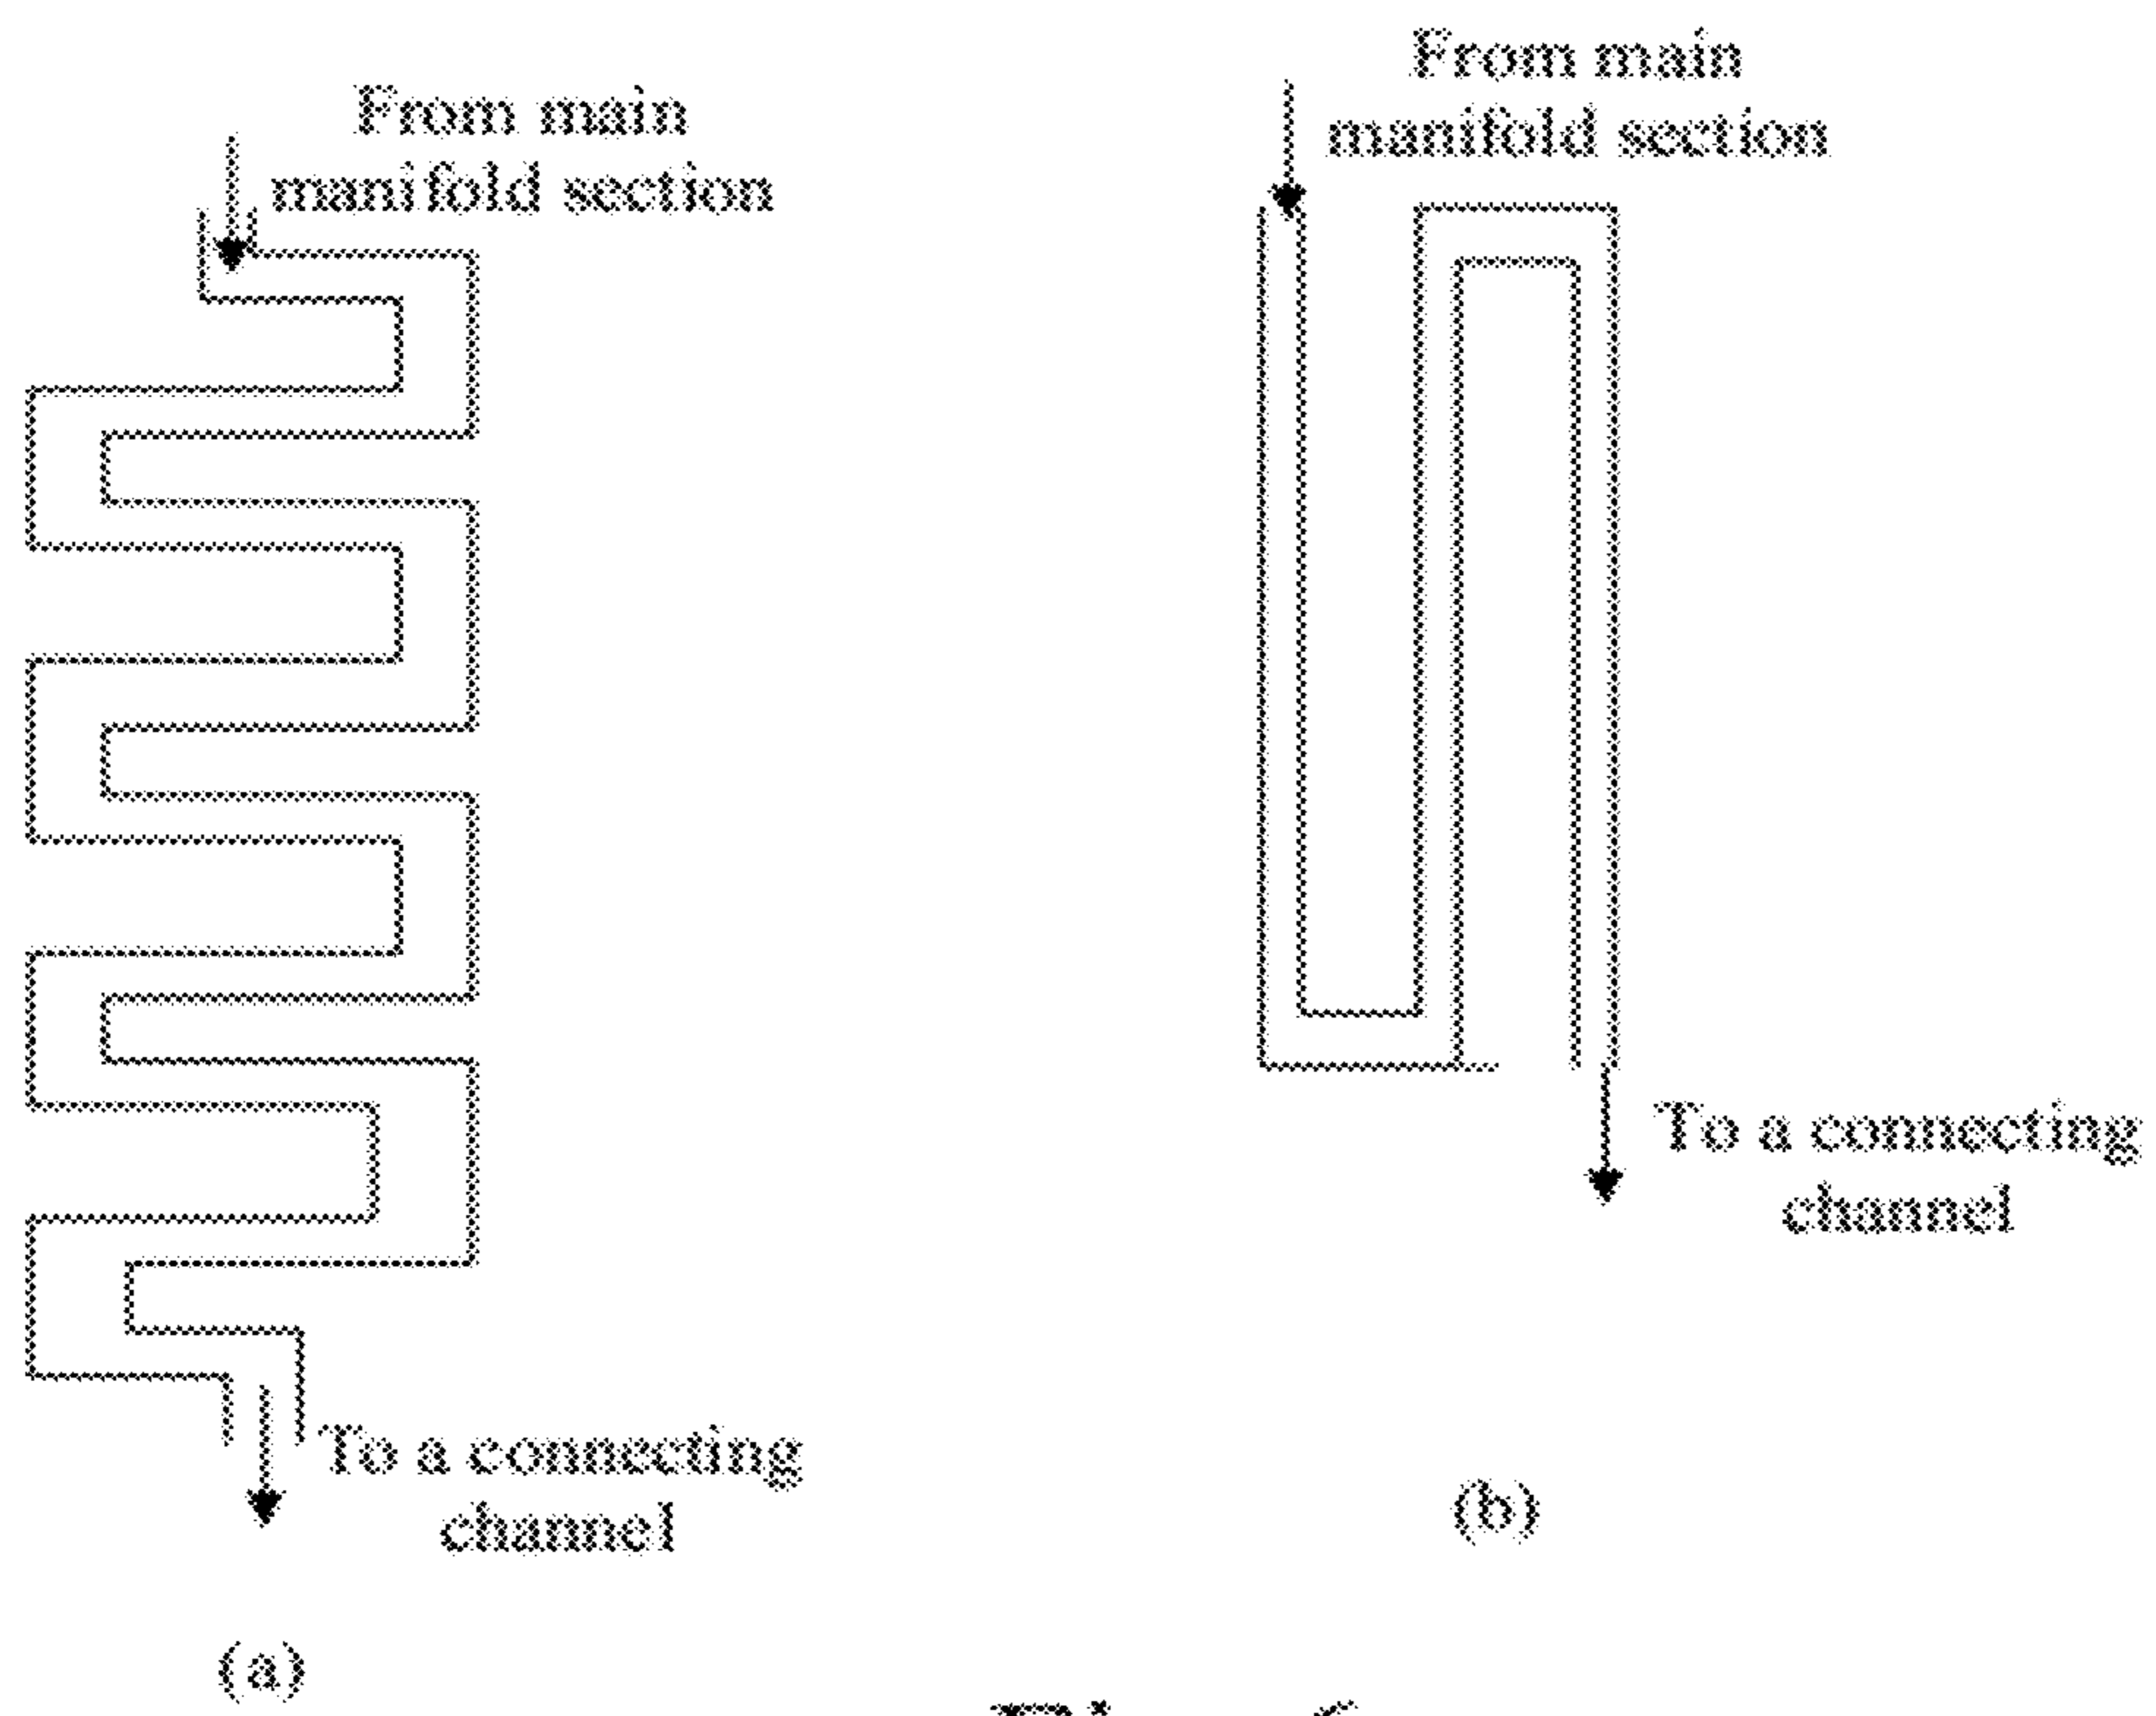 From main
manifold section
To a connecting
channel
(a)
From main
manifold section
To a connecting
channel
(b)